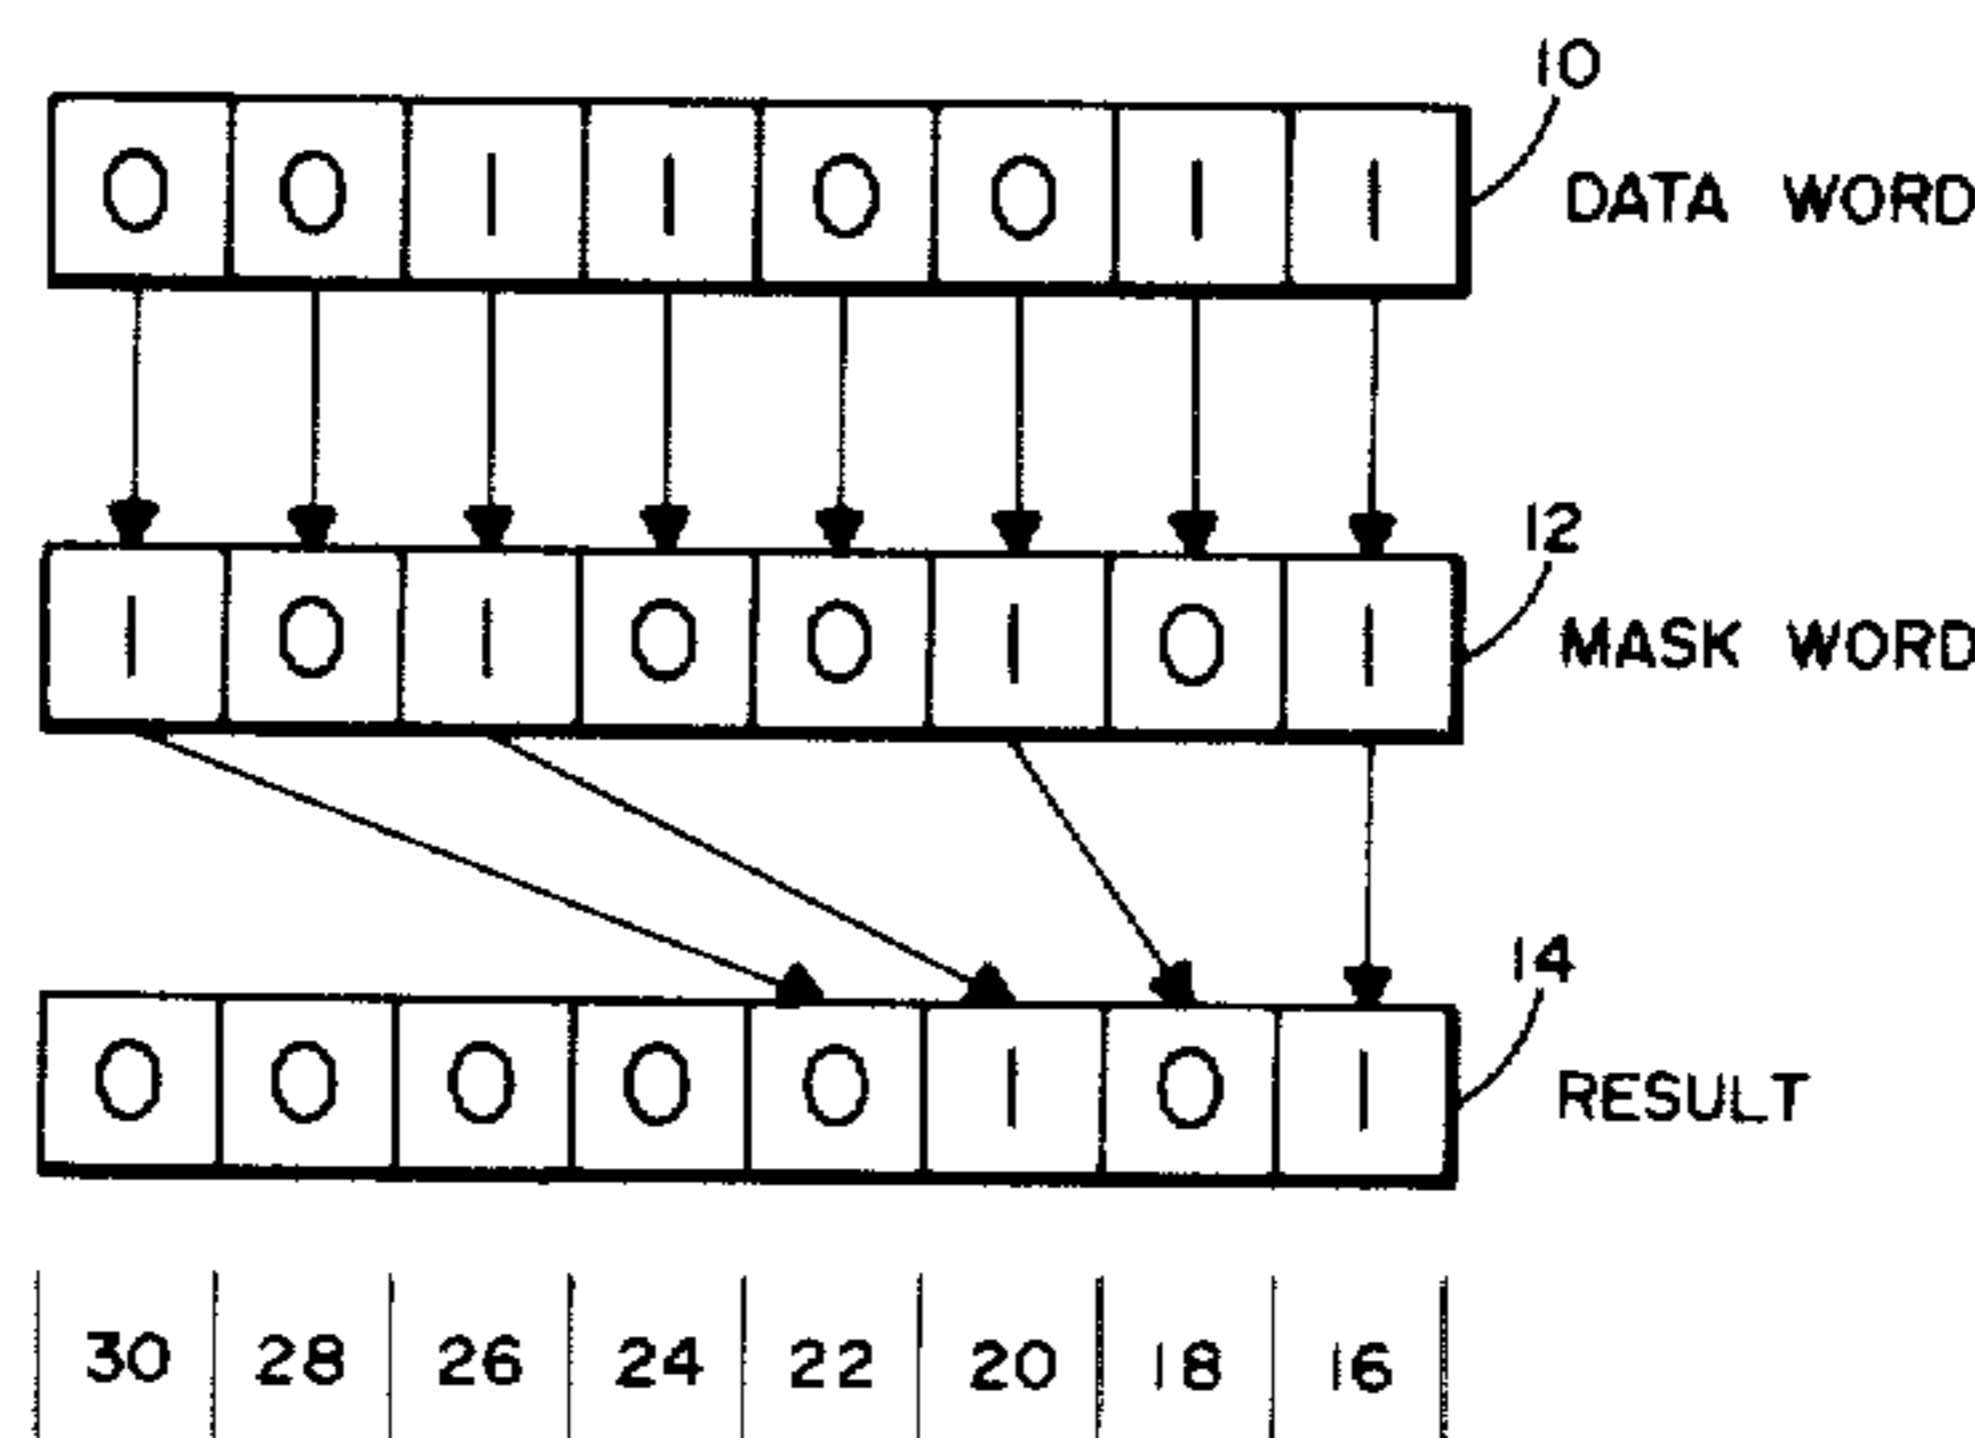 10
0 0 1 1 0 0 1 1 DATA WORD
12
1 0 1 0 0 1 0 1 MASK WORD
14
0 0 0 0 0 1 0 1 RESULT
30 28 26 24 22 20 18 16